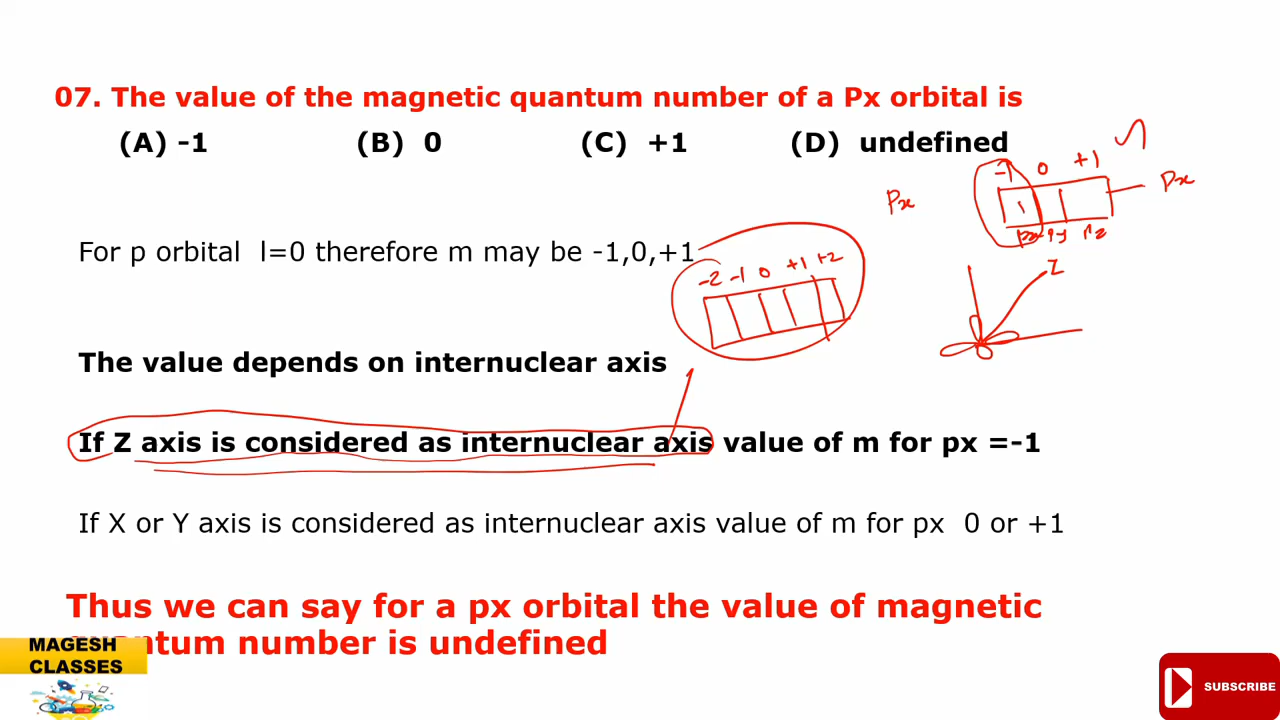 07. The value of the magnetic quantum number of a Px orbital is
(A) -1 (B) 0 (C) +1 (D) undefined
-1 0 +1
Px
Px
For p orbital l=0 therefore m may be -1,0,+1
-2 -1 0 +1 +2
Z
The value depends on internuclear axis
If Z axis is considered as internuclear axis value of m for px =-1
If X or Y axis is considered as internuclear axis value of m for px 0 or +1
Thus we can say for a px orbital the value of magnetic
quantum number is undefined
MAGESH
CLASSES
SUBSCRIBE